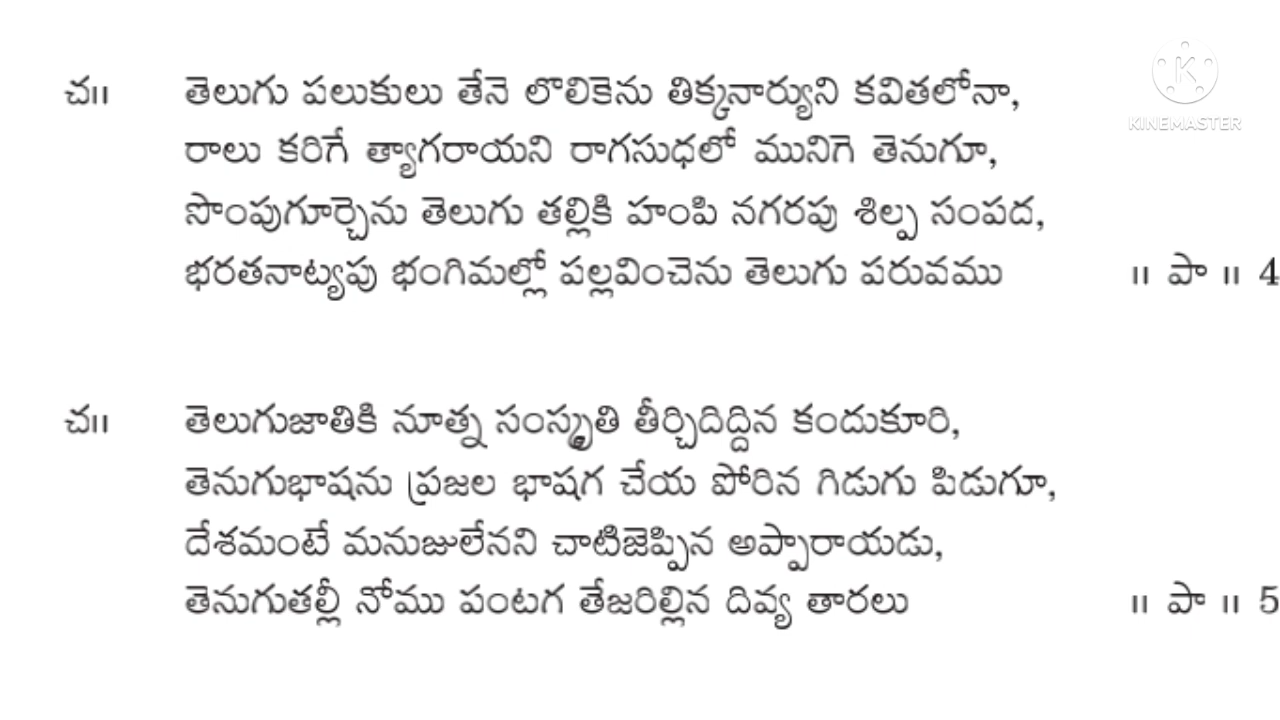 చ॥ తెలుగు పలుకులు తేనె లొలికెను తిక్కనార్యుని కవితలోనా,
KINEMASTER
రాలు కరిగే త్యాగరాయని రాగసుధలో మునిగె తెనుగూ,
సొంపుగూర్చెను తెలుగు తల్లికి హంపి నగరపు శిల్ప సంపద,
భరతనాట్యపు భంగిమల్లో పల్లవించెను తెలుగు పరువము ॥ పా ॥ 4
చ॥ తెలుగుజాతికి నూత్న సంస్కృతి తీర్చిదిద్దిన కందుకూరి,
తెనుగుభాషను ప్రజల భాషగ చేయ పోరిన గిడుగు పిడుగూ,
దేశమంటే మనుజులేనని చాటిజెప్పిన అప్పారాయడు,
తెనుగుతల్లీ నోము పంటగ తేజరిల్లిన దివ్య తారలు ॥ పా ॥ 5